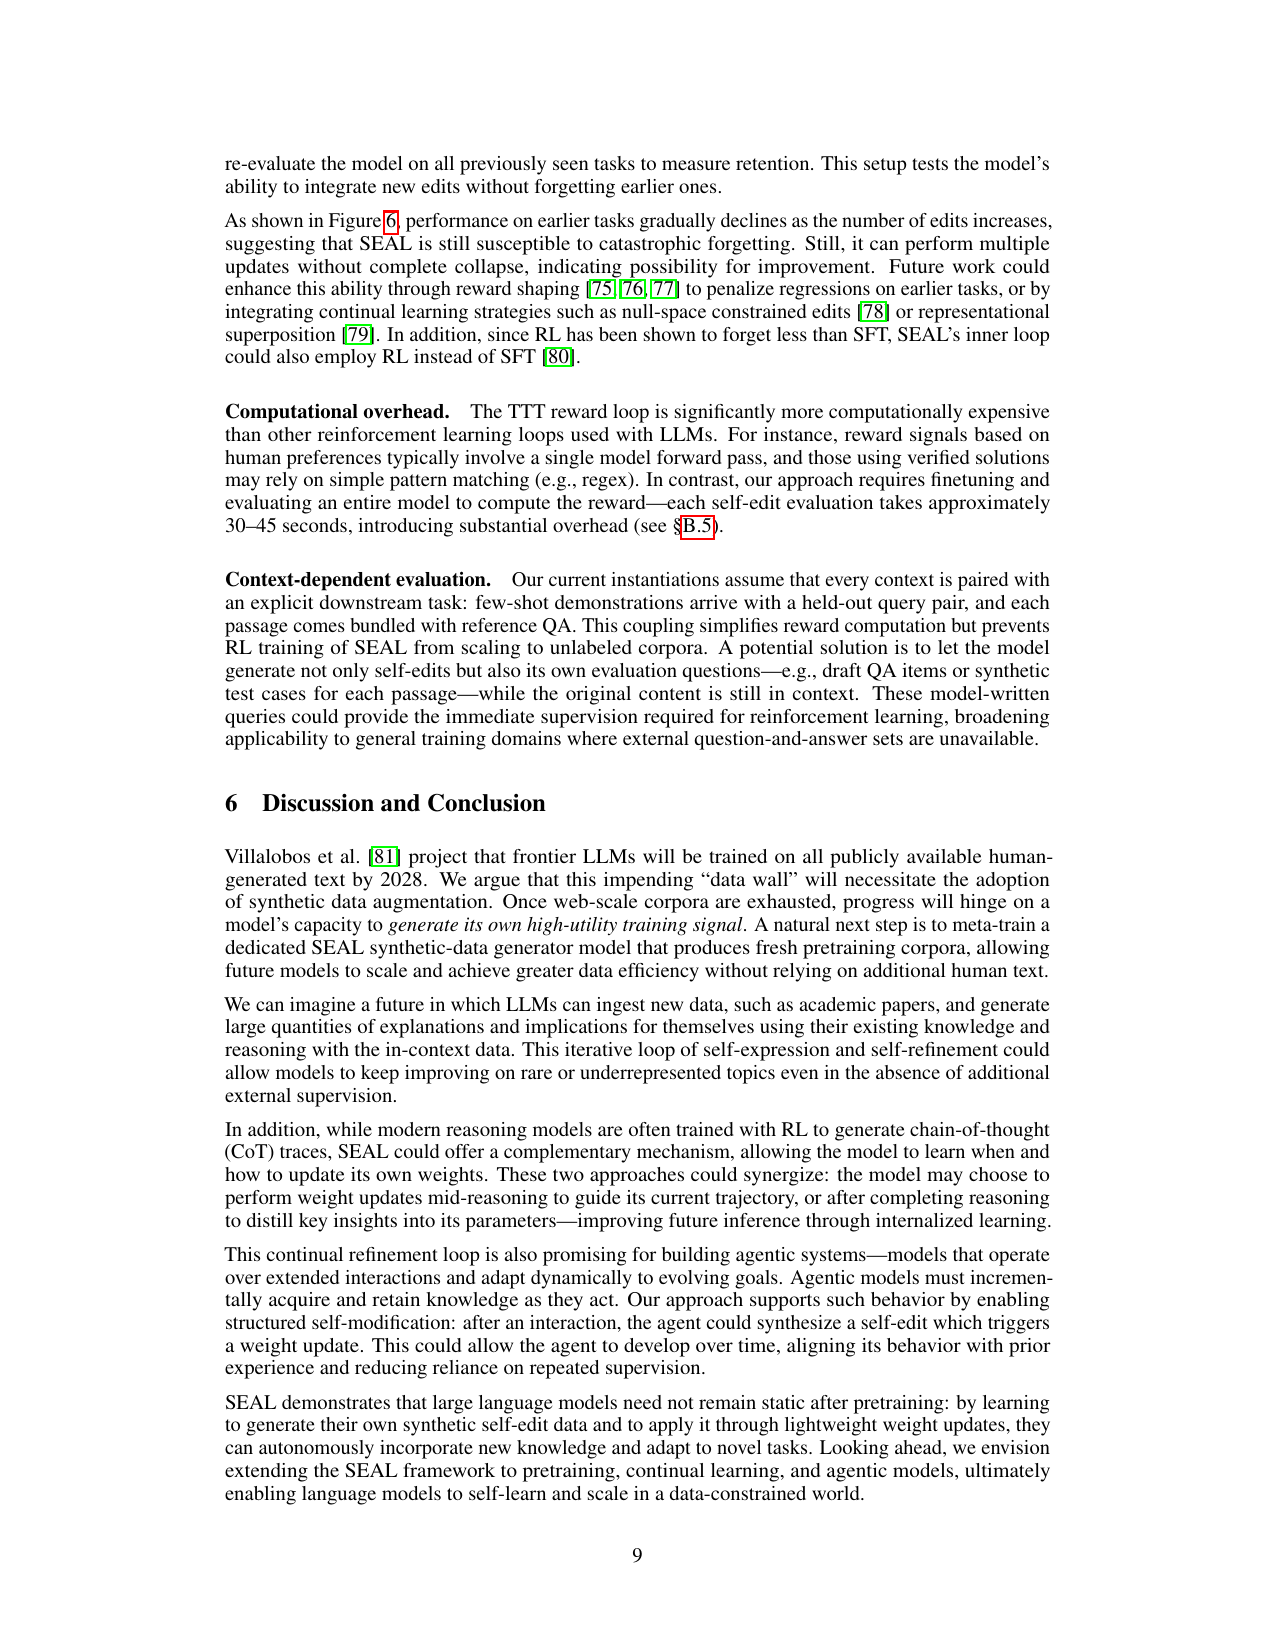 re-evaluate the model on all previously seen tasks to measure retention. This setup tests the model's
ability to integrate new edits without forgetting earlier ones.
As shown in Figure 6, performance on earlier tasks gradually declines as the number of edits increases,
suggesting that SEAL is still susceptible to catastrophic forgetting. Still, it can perform multiple
updates without complete collapse, indicating possibility for improvement. Future work could
enhance this ability through reward shaping [75, 76, 77] to penalize regressions on earlier tasks, or by
integrating continual learning strategies such as null-space constrained edits [78] or representational
superposition [79]. In addition, since RL has been shown to forget less than SFT, SEAL's inner loop
could also employ RL instead of SFT [80].
Computational overhead. The TTT reward loop is significantly more computationally expensive
than other reinforcement learning loops used with LLMs. For instance, reward signals based on
human preferences typically involve a single model forward pass, and those using verified solutions
may rely on simple pattern matching (e.g., regex). In contrast, our approach requires finetuning and
evaluating an entire model to compute the reward—each self-edit evaluation takes approximately
30–45 seconds, introducing substantial overhead (see §B.5).
Context-dependent evaluation. Our current instantiations assume that every context is paired with
an explicit downstream task: few-shot demonstrations arrive with a held-out query pair, and each
passage comes bundled with reference QA. This coupling simplifies reward computation but prevents
RL training of SEAL from scaling to unlabeled corpora. A potential solution is to let the model
generate not only self-edits but also its own evaluation questions—e.g., draft QA items or synthetic
test cases for each passage—while the original content is still in context. These model-written
queries could provide the immediate supervision required for reinforcement learning, broadening
applicability to general training domains where external question-and-answer sets are unavailable.
6 Discussion and Conclusion
Villalobos et al. [81] project that frontier LLMs will be trained on all publicly available human-
generated text by 2028. We argue that this impending “data wall” will necessitate the adoption
of synthetic data augmentation. Once web-scale corpora are exhausted, progress will hinge on a
model's capacity to generate its own high-utility training signal. A natural next step is to meta-train a
dedicated SEAL synthetic-data generator model that produces fresh pretraining corpora, allowing
future models to scale and achieve greater data efficiency without relying on additional human text.
We can imagine a future in which LLMs can ingest new data, such as academic papers, and generate
large quantities of explanations and implications for themselves using their existing knowledge and
reasoning with the in-context data. This iterative loop of self-expression and self-refinement could
allow models to keep improving on rare or underrepresented topics even in the absence of additional
external supervision.
In addition, while modern reasoning models are often trained with RL to generate chain-of-thought
(CoT) traces, SEAL could offer a complementary mechanism, allowing the model to learn when and
how to update its own weights. These two approaches could synergize: the model may choose to
perform weight updates mid-reasoning to guide its current trajectory, or after completing reasoning
to distill key insights into its parameters—improving future inference through internalized learning.
This continual refinement loop is also promising for building agentic systems—models that operate
over extended interactions and adapt dynamically to evolving goals. Agentic models must incremen-
tally acquire and retain knowledge as they act. Our approach supports such behavior by enabling
structured self-modification: after an interaction, the agent could synthesize a self-edit which triggers
a weight update. This could allow the agent to develop over time, aligning its behavior with prior
experience and reducing reliance on repeated supervision.
SEAL demonstrates that large language models need not remain static after pretraining: by learning
to generate their own synthetic self-edit data and to apply it through lightweight weight updates, they
can autonomously incorporate new knowledge and adapt to novel tasks. Looking ahead, we envision
extending the SEAL framework to pretraining, continual learning, and agentic models, ultimately
enabling language models to self-learn and scale in a data-constrained world.
9